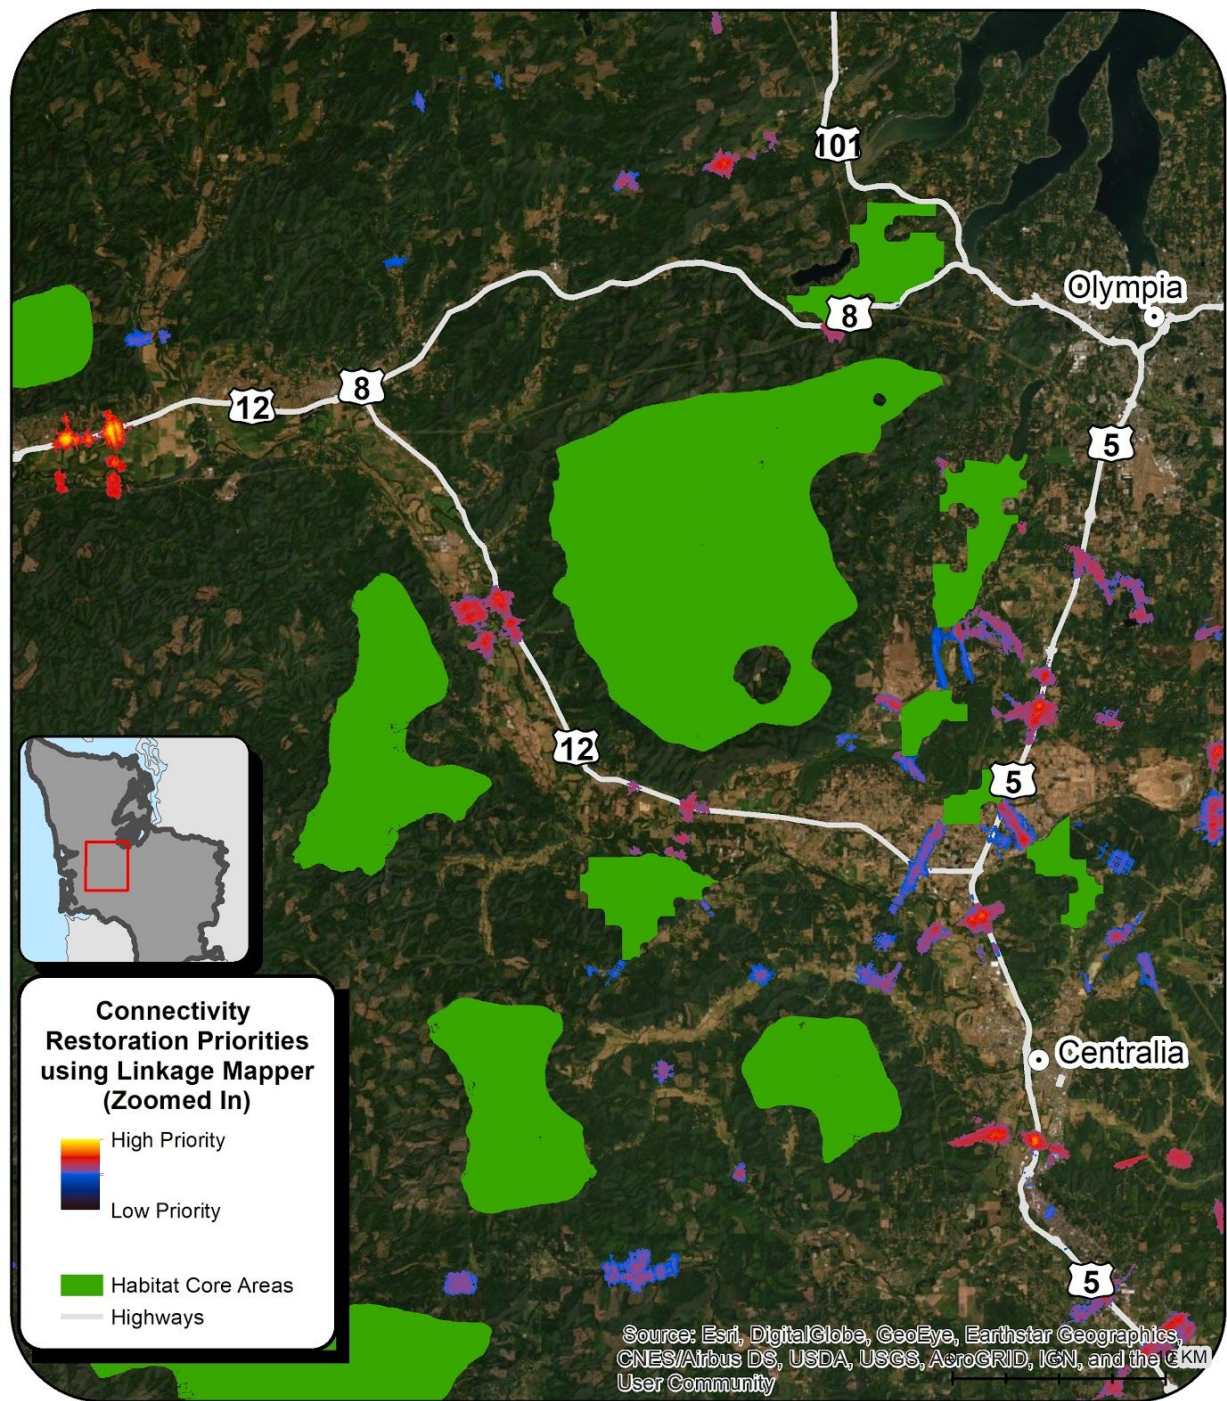 101
Olympia
8
8
12
5
12
5
Centralia
5
Connectivity
Restoration Priorities
using Linkage Mapper
(Zoomed In)
High Priority
Low Priority
Habitat Core Areas
Highways
Source: Esri, DigitalGlobe, GeoEye, Earthstar Geographics,
CNES/Airbus DS, USDA, USGS, AeroGRID, IGN, and the
User Community
KM